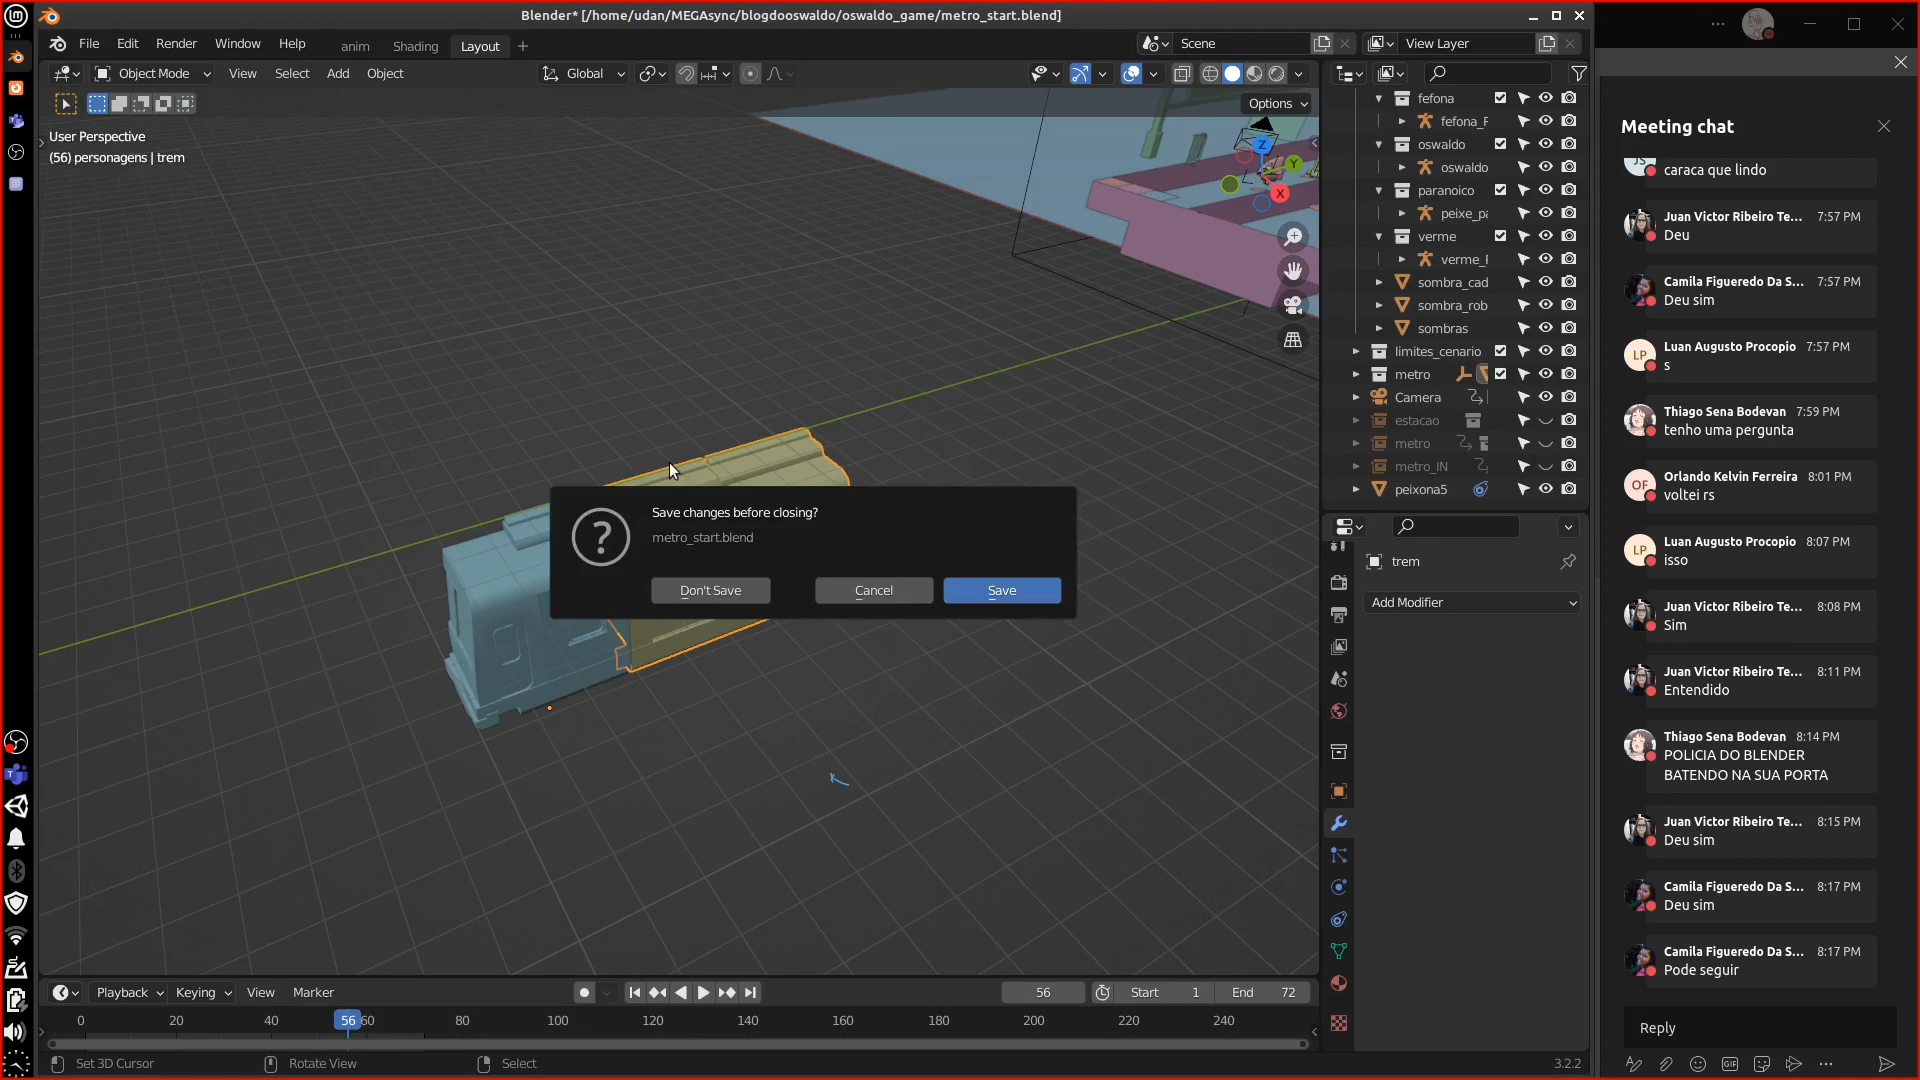 Blender* [/home/udan/MEGAsync/blogdooswaldo/oswaldo_game/metro_start.blend]
File Edit Render Window Help anim Shading Layout
Scene
View Layer
Object Mode View Select Add Object
Global
Options
User Perspective
(56) personagens | trem
Z
Y
X
fefona
fefona_F
oswaldo
oswaldo
paranoico
peixe_pa
verme
verme_F
sombra_cad
sombra_rob
sombras
limites_cenario
metro
Camera
estacao
metro
metro_IN
peixona5
trem
Add Modifier
Save changes before closing?
metro_start.blend
Don't Save Cancel Save
Playback Keying View Marker
56 Start 1 End 72
0 20 40 56 60 80 100 120 140 160 180 200 220 240
Set 3D Cursor Rotate View Select
3.2.2
Meeting chat
JS
caraca que lindo
Juan Victor Ribeiro Te... 7:57 PM
Deu
Camila Figueredo Da S... 7:57 PM
Deu sim
LP
Luan Augusto Procopio 7:57 PM
s
Thiago Sena Bodevan 7:59 PM
tenho uma pergunta
OF
Orlando Kelvin Ferreira 8:01 PM
voltei rs
LP
Luan Augusto Procopio 8:07 PM
isso
Juan Victor Ribeiro Te... 8:08 PM
Sim
Juan Victor Ribeiro Te... 8:11 PM
Entendido
Thiago Sena Bodevan 8:14 PM
POLICIA DO BLENDER
BATENDO NA SUA PORTA
Juan Victor Ribeiro Te... 8:15 PM
Deu sim
Camila Figueredo Da S... 8:17 PM
Deu sim
Camila Figueredo Da S... 8:17 PM
Pode seguir
Reply
GIF